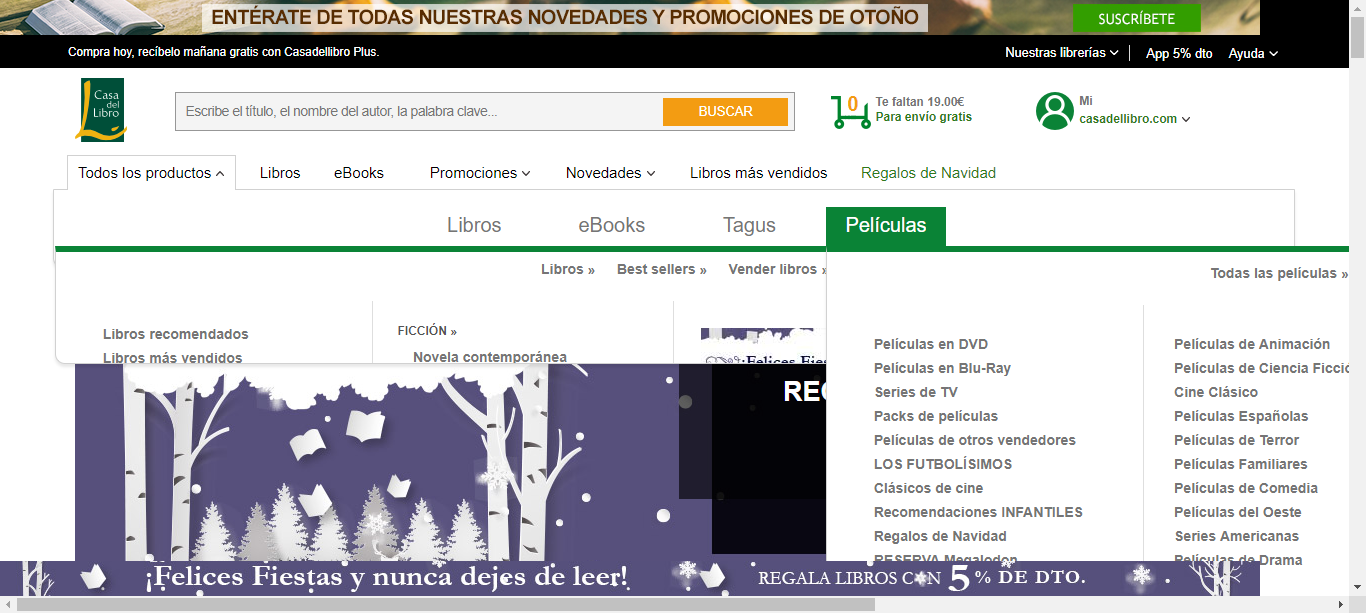 ENTÉRATE DE TODAS NUESTRAS NOVEDADES Y PROMOCIONES DE OTOÑO
SUSCRÍBETE
Compra hoy, recíbelo mañana gratis con Casadellibro Plus.
Nuestras librerías
App 5% dto
Ayuda
Casa
del
Libro
Escribe el título, el nombre del autor, la palabra clave...
BUSCAR
0
Te faltan 19.00€
Para envío gratis
Mi
casadellibro.com
Todos los productos
Libros
eBooks
Promociones
Novedades
Libros más vendidos
Regalos de Navidad
Libros
eBooks
Tagus
Películas
Libros »
Best sellers »
Vender libros »
Todas las películas »
Libros recomendados
Libros más vendidos
FICCIÓN »
Novela contemporánea
¡Felices Fies
REG
Películas en DVD
Películas en Blu-Ray
Series de TV
Packs de películas
Películas de otros vendedores
LOS FUTBOLÍSIMOS
Clásicos de cine
Recomendaciones INFANTILES
Regalos de Navidad
RESERVA Megalodon
Películas de Animación
Películas de Ciencia Ficci
Cine Clásico
Películas Españolas
Películas de Terror
Películas Familiares
Películas de Comedia
Películas del Oeste
Series Americanas
Películas de Drama
¡Felices Fiestas y nunca dejes de leer!
REGALA LIBROS CON 5% DE DTO.